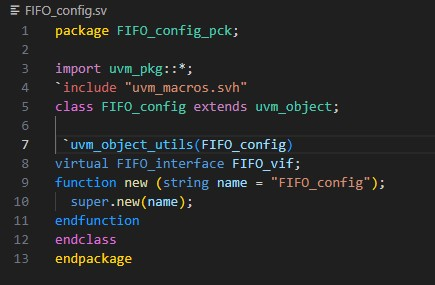 FIFO_config.sv
1 package FIFO_config_pck;
2
3 import uvm_pkg::*;
4 `include "uvm_macros.svh"
5 class FIFO_config extends uvm_object;
6
7 `uvm_object_utils(FIFO_config)
8 virtual FIFO_interface FIFO_vif;
9 function new (string name = "FIFO_config");
10 super.new(name);
11 endfunction
12 endclass
13 endpackage